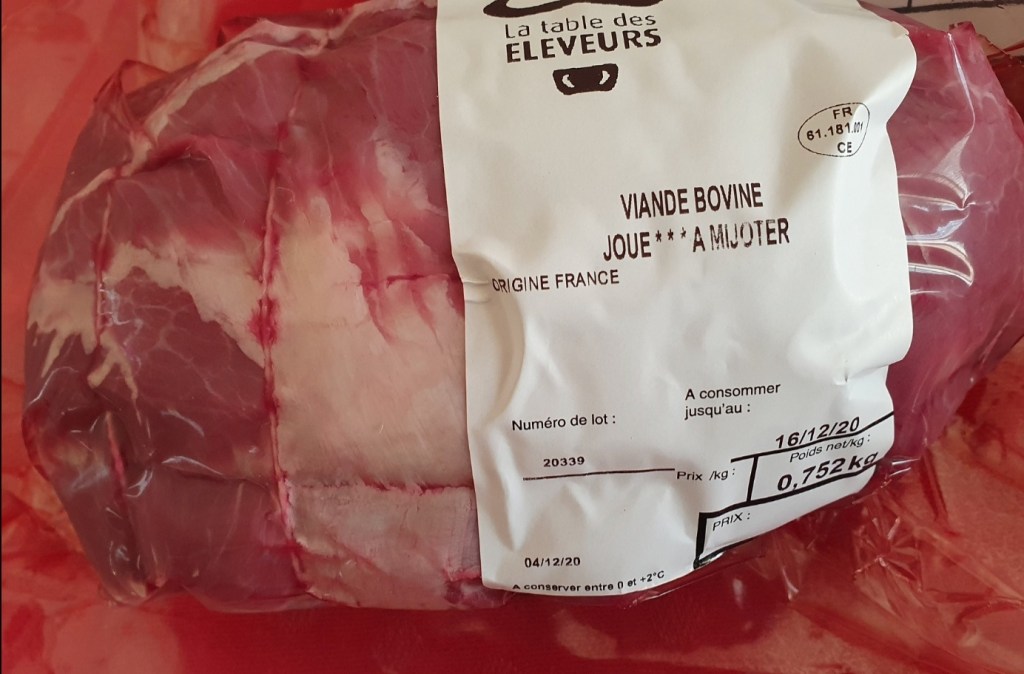 La table des
ELEVEURS
FR
61.181.001
CE
VIANDE BOVINE
JOUE*** A MIJOTER
ORIGINE FRANCE
A consommer
jusqu'au :
Numéro de lot :
16/12/20
Poids net/kg :
20339
Prix /kg :
0,752 kg
PRIX :
04/12/20
A conserver entre 0 et +2°C